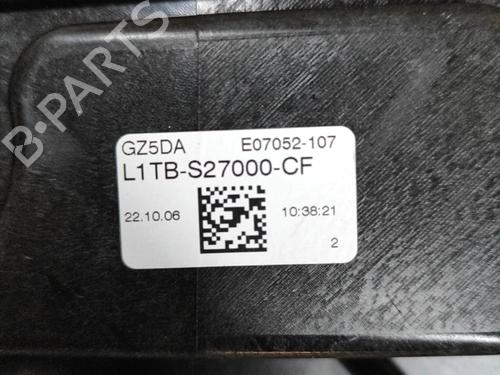 B-PARTS
GZ5DA E07052-107
L1TB-S27000-CF
22.10.06 10:38:21
2